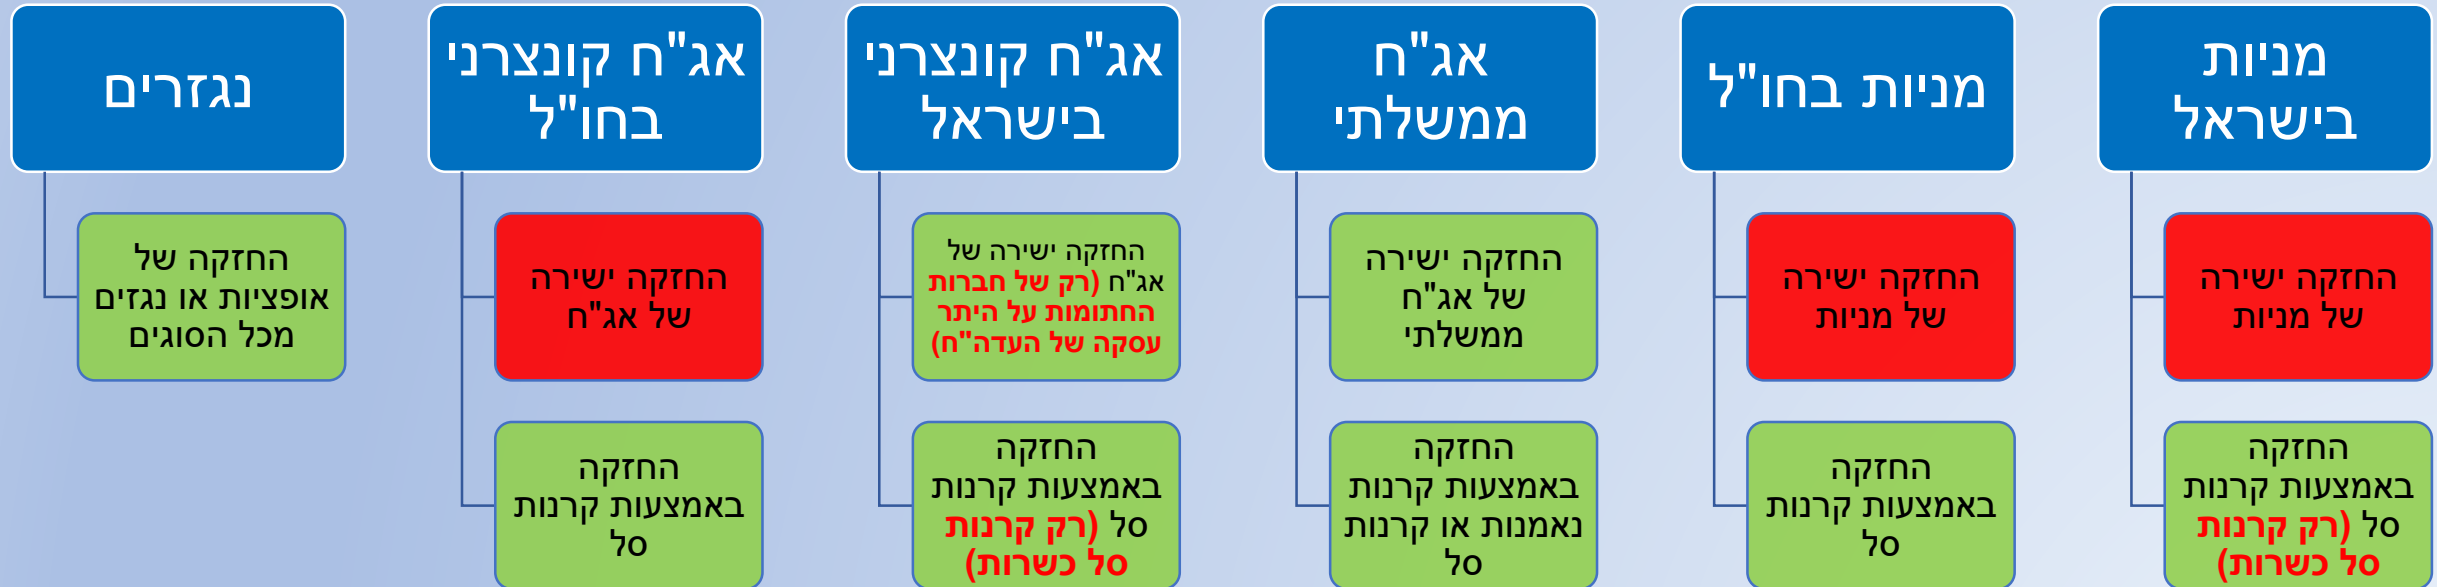 מניות
בישראל
החזקה ישירה
של מניות
החזקה
באמצעות קרנות
סל (רק קרנות
סל כשרות)
מניות בחו"ל
החזקה ישירה
של מניות
החזקה
באמצעות קרנות
סל
אג"ח
ממשלתי
החזקה ישירה
של אג"ח
ממשלתי
החזקה
באמצעות קרנות
נאמנות או קרנות
סל
אג"ח קונצרני
בישראל
החזקה ישירה של
אג"ח (רק של חברות
החתומות על היתר
עסקה של העדה"ח)
החזקה
באמצעות קרנות
סל (רק קרנות
סל כשרות)
אג"ח קונצרני
בחו"ל
החזקה ישירה
של אג"ח
החזקה
באמצעות קרנות
סל
נגזרים
החזקה של
אופציות או נגזים
מכל הסוגים